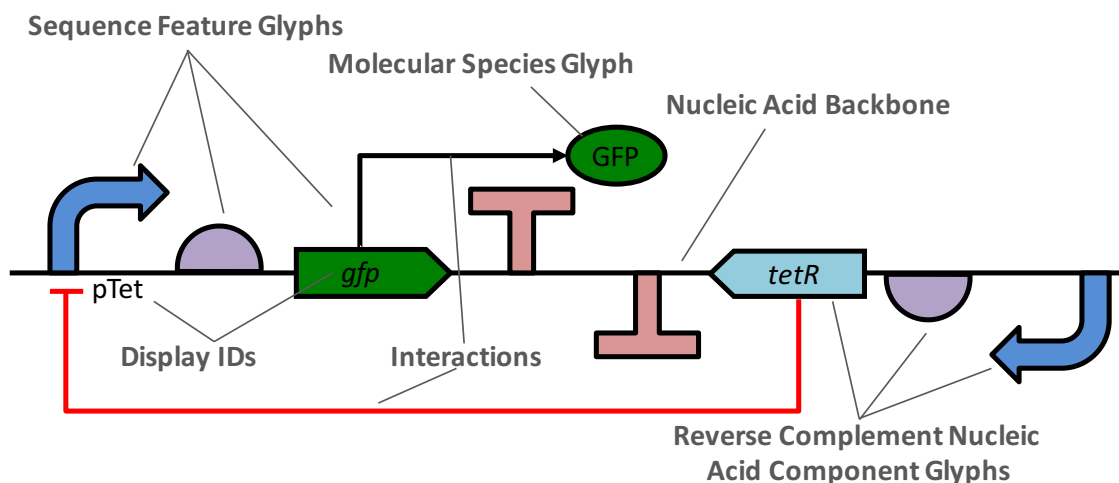 Sequence Feature Glyphs
Molecular Species Glyph
Nucleic Acid Backbone
GFP
gfp
tetR
pTet
Display IDs
Interactions
Reverse Complement Nucleic
Acid Component Glyphs